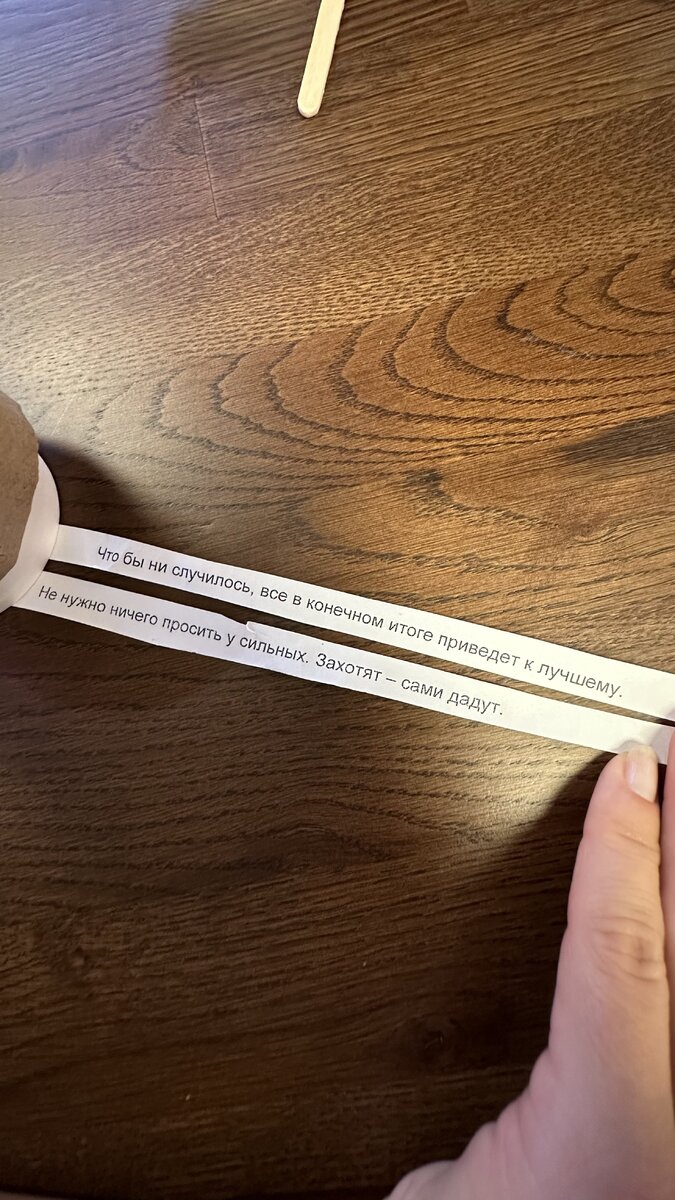 Что бы ни случилось, все в конечном итоге приведет к лучшему.
Не нужно ничего просить у сильных. Захотят – сами дадут.